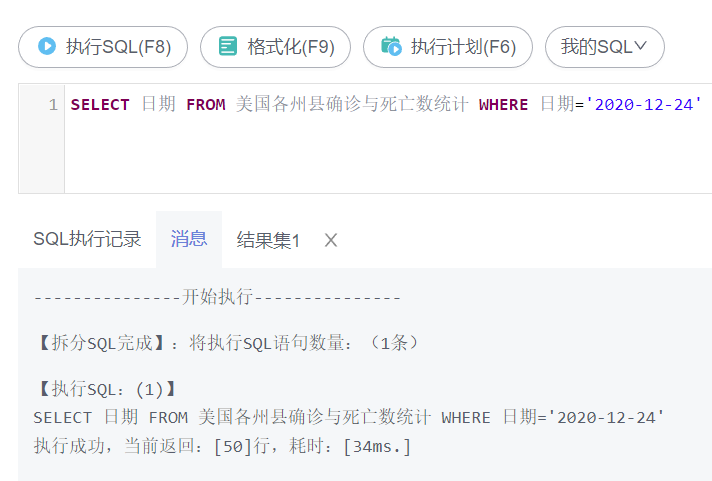 执行SQL(F8) 格式化(F9) 执行计划(F6) 我的SQL
1 SELECT 日期 FROM 美国各州县确诊与死亡数统计 WHERE 日期='2020-12-24'
SQL执行记录 消息 结果集1 X
---------------开始执行---------------
【拆分SQL完成】：将执行SQL语句数量：（1条）
【执行SQL：(1)】
SELECT 日期 FROM 美国各州县确诊与死亡数统计 WHERE 日期='2020-12-24'
执行成功，当前返回：[50]行，耗时：[34ms.]